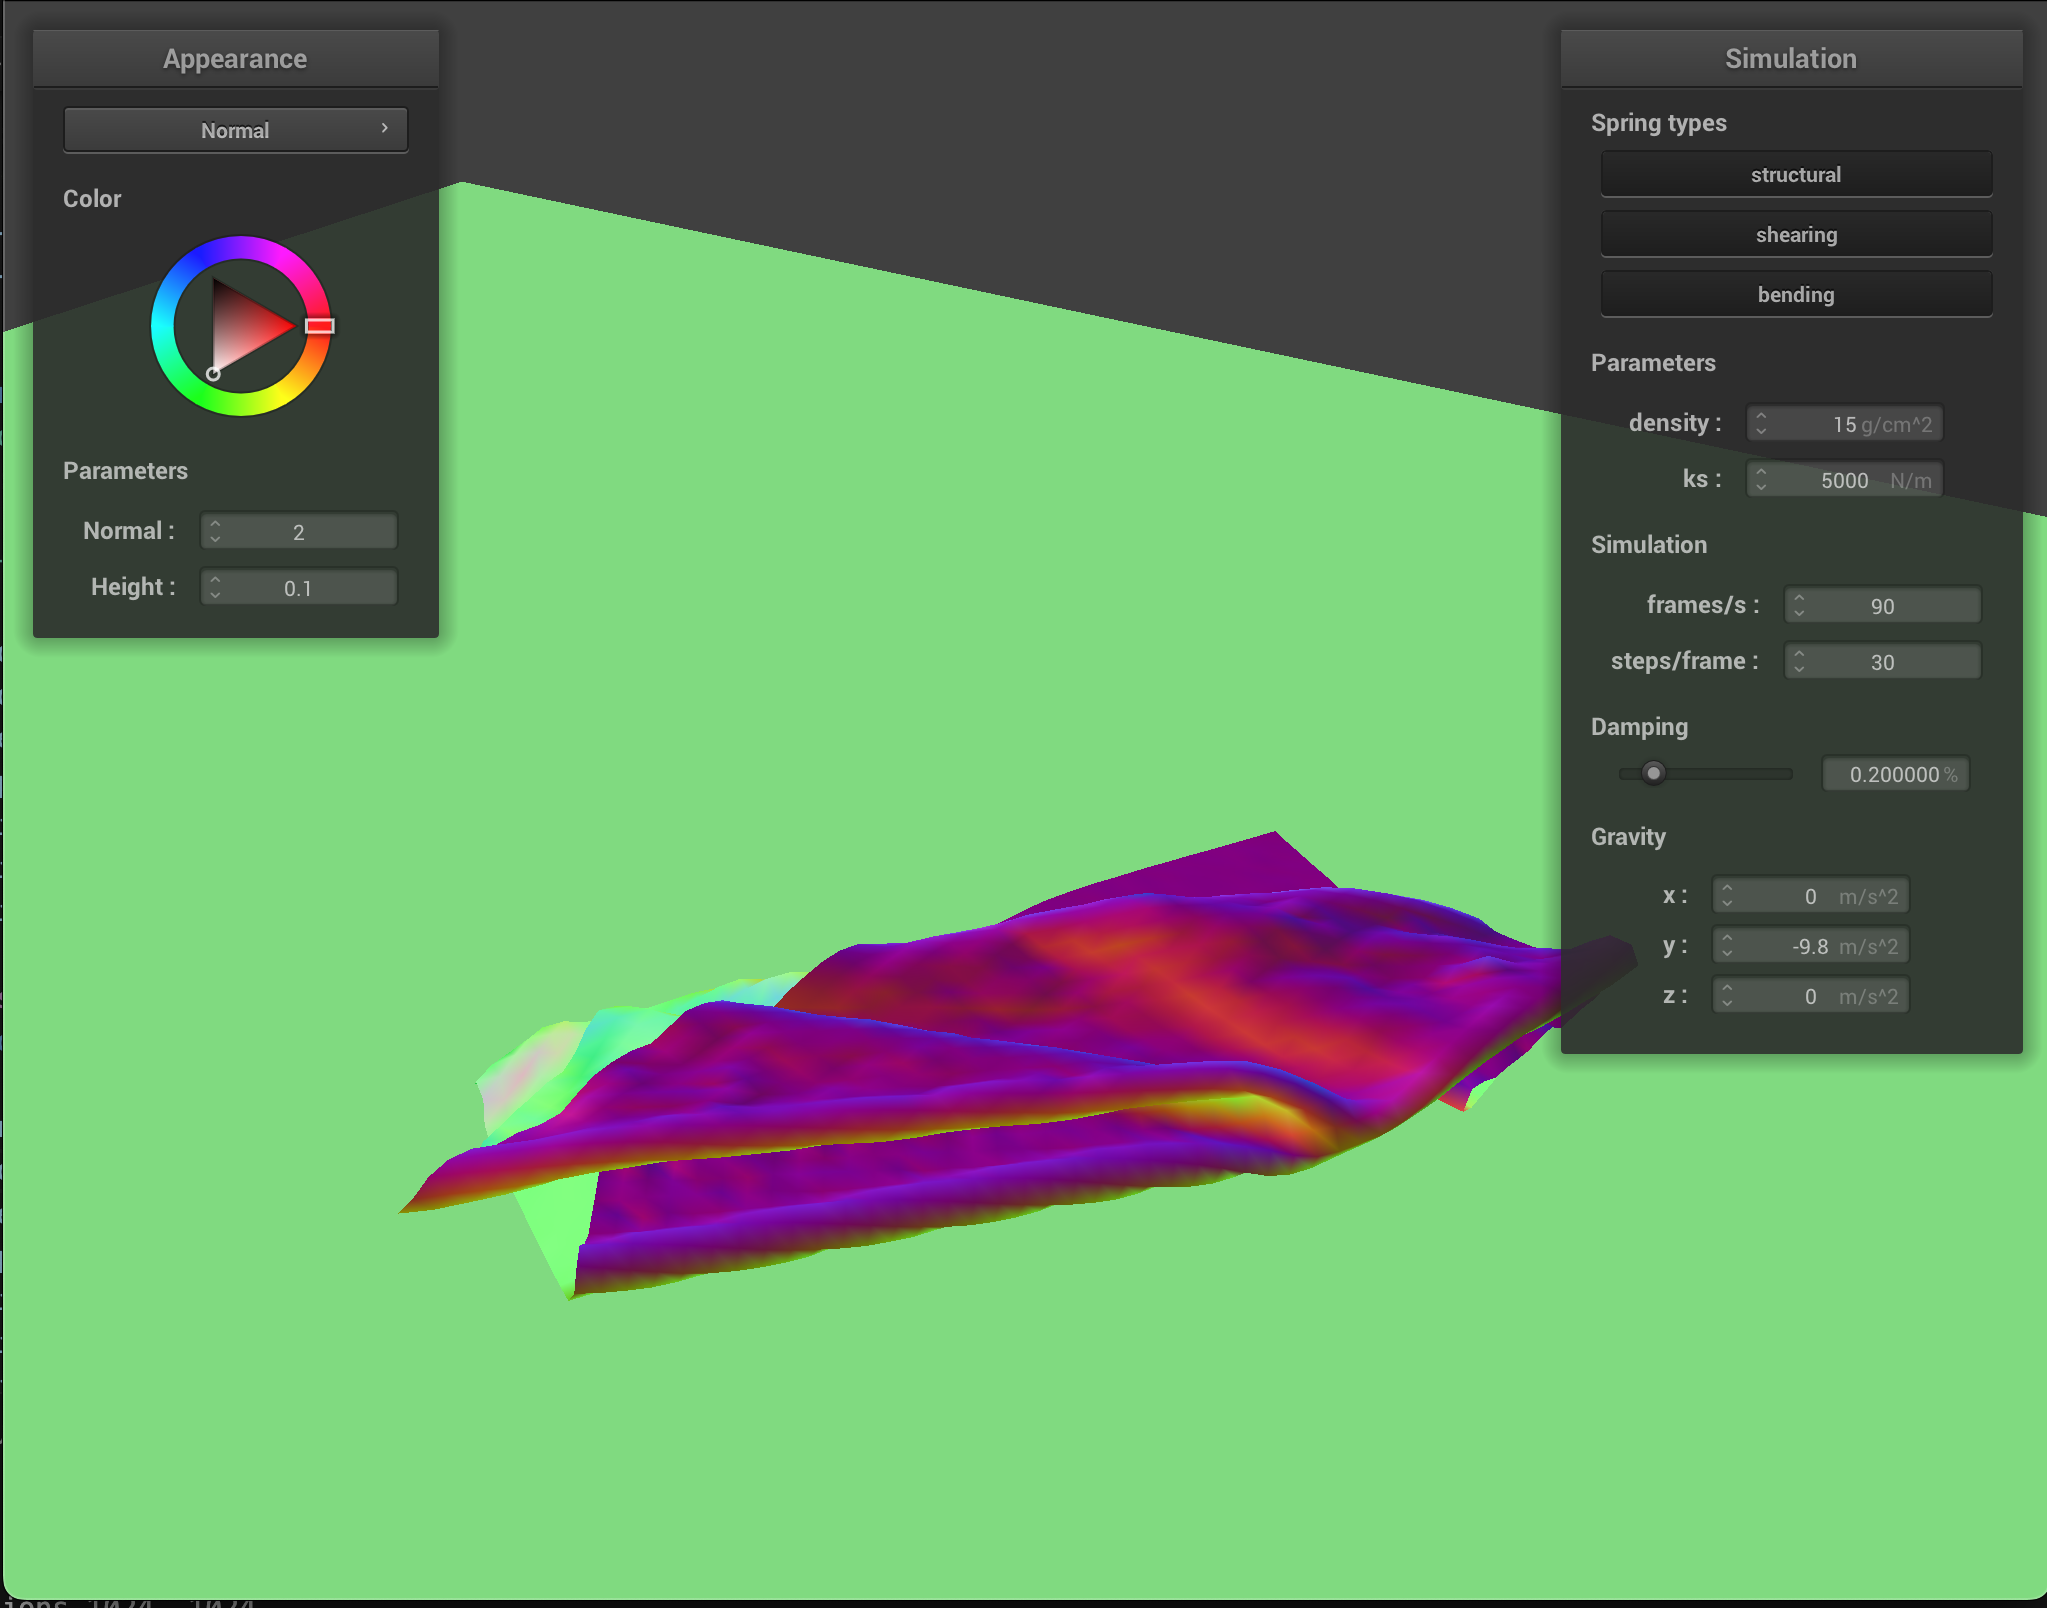 Appearance
Normal
Color
Parameters
Normal : 2
Height : 0.1
Simulation
Spring types
structural
shearing
bending
Parameters
density : 15 g/cm^2
ks : 5000 N/m
Simulation
frames/s : 90
steps/frame : 30
Damping
0.200000 %
Gravity
x : 0 m/s^2
y : -9.8 m/s^2
z : 0 m/s^2